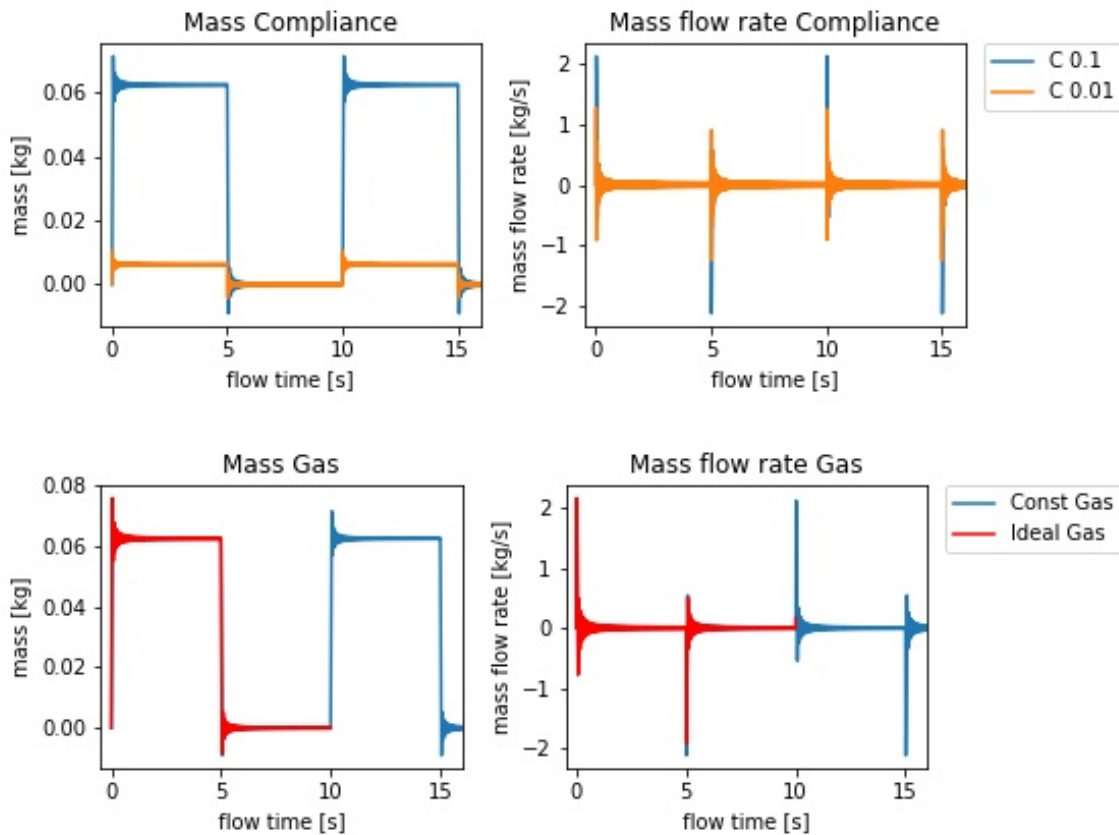 Mass Compliance
mass [kg]
0.06
0.04
0.02
0.00
0 5 10 15
flow time [s]
Mass flow rate Compliance
mass flow rate [kg/s]
2
1
0
−1
−2
0 5 10 15
flow time [s]
C 0.1
C 0.01
Mass Gas
mass [kg]
0.08
0.06
0.04
0.02
0.00
0 5 10 15
flow time [s]
Mass flow rate Gas
mass flow rate [kg/s]
2
1
0
−1
−2
0 5 10 15
flow time [s]
Const Gas
Ideal Gas